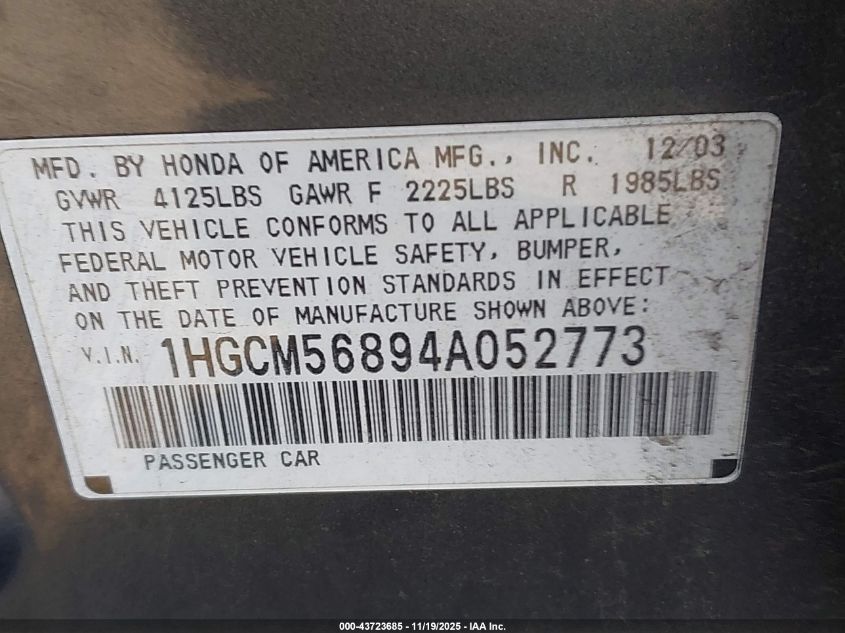 MFD. BY HONDA OF AMERICA MFG., INC. 12/03
GVWR 4125LBS GAWR F 2225LBS R 1985LBS
THIS VEHICLE CONFORMS TO ALL APPLICABLE
FEDERAL MOTOR VEHICLE SAFETY, BUMPER,
AND THEFT PREVENTION STANDARDS IN EFFECT
ON THE DATE OF MANUFACTURE SHOWN ABOVE:
V.I.N. 1HGCM56894A052773
PASSENGER CAR
000-43723685 - 11/19/2025 - IAA Inc.